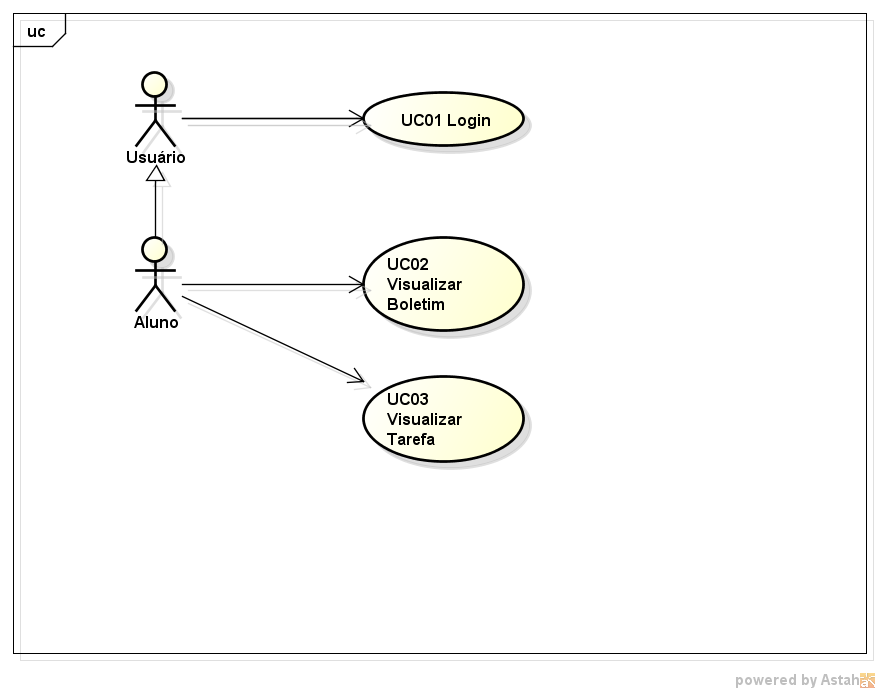 uc
Usuário
UC01 Login
Aluno
UC02
Visualizar
Boletim
UC03
Visualizar
Tarefa
powered by Astah